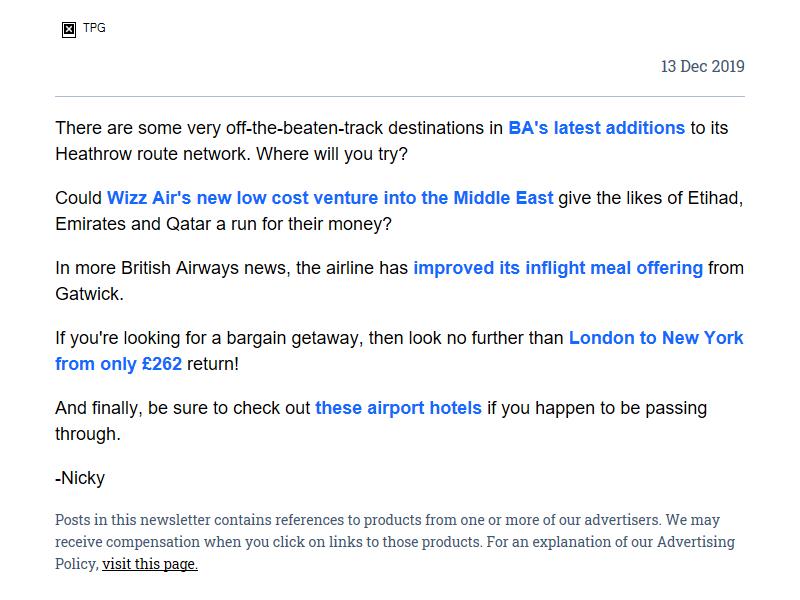 TPG
13 Dec 2019
There are some very off-the-beaten-track destinations in BA's latest additions to its
Heathrow route network. Where will you try?
Could Wizz Air's new low cost venture into the Middle East give the likes of Etihad,
Emirates and Qatar a run for their money?
In more British Airways news, the airline has improved its inflight meal offering from
Gatwick.
If you're looking for a bargain getaway, then look no further than London to New York
from only £262 return!
And finally, be sure to check out these airport hotels if you happen to be passing
through.
-Nicky
Posts in this newsletter contains references to products from one or more of our advertisers. We may
receive compensation when you click on links to those products. For an explanation of our Advertising
Policy, visit this page.